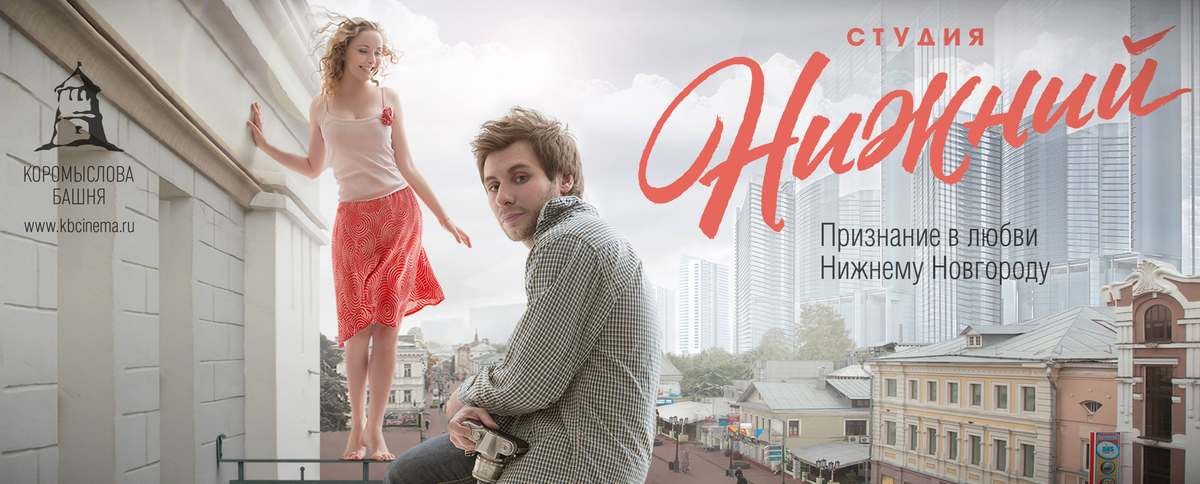 КОРОМЫСЛОВА
БАШНЯ
www.kbcinema.ru
СТУДИЯ
Нижний
Признание в любви
Нижнему Новгороду